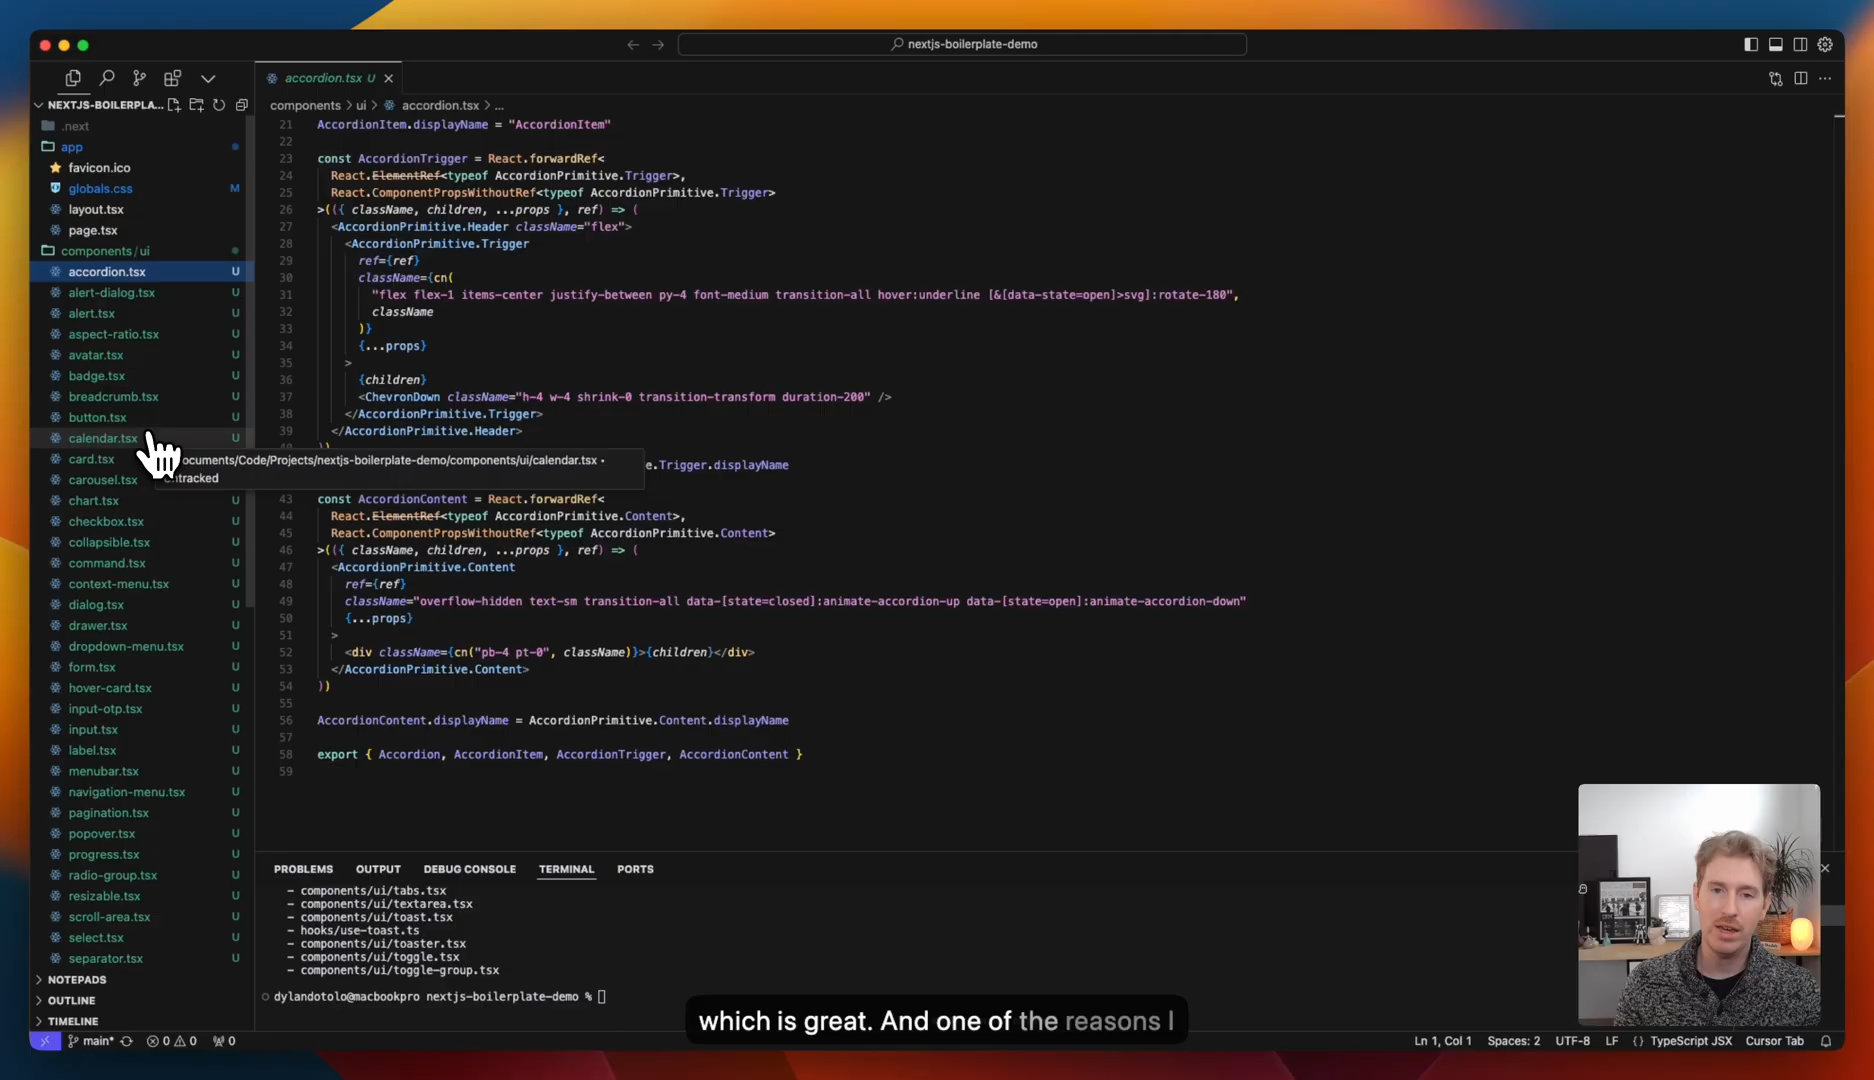 nextjs-boilerplate-demo
NEXTJS-BOILERPLA...
.next
app
favicon.ico
globals.css M
layout.tsx
page.tsx
components / ui
accordion.tsx U
alert-dialog.tsx U
alert.tsx U
aspect-ratio.tsx U
avatar.tsx U
badge.tsx U
breadcrumb.tsx U
button.tsx U
calendar.tsx U
card.tsx
carousel.tsx
chart.tsx U
checkbox.tsx U
collapsible.tsx U
command.tsx U
context-menu.tsx U
dialog.tsx U
drawer.tsx U
dropdown-menu.tsx U
form.tsx U
hover-card.tsx U
input-otp.tsx U
input.tsx U
label.tsx U
menubar.tsx U
navigation-menu.tsx U
pagination.tsx U
popover.tsx U
progress.tsx U
radio-group.tsx U
resizable.tsx U
scroll-area.tsx U
select.tsx U
separator.tsx U
NOTEPADS
OUTLINE
TIMELINE
accordion.tsx U
components > ui > accordion.tsx > ...
21 AccordionItem.displayName = "AccordionItem"
22
23 const AccordionTrigger = React.forwardRef<
24 React.ElementRef<typeof AccordionPrimitive.Trigger>,
25 React.ComponentPropsWithoutRef<typeof AccordionPrimitive.Trigger>
26 >(({ className, children, ...props }, ref) => (
27 <AccordionPrimitive.Header className="flex">
28 <AccordionPrimitive.Trigger
29 ref={ref}
30 className={cn(
31 "flex flex-1 items-center justify-between py-4 font-medium transition-all hover:underline [&[data-state=open]>svg]:rotate-180",
32 className
33 )}
34 {...props}
35 >
36 {children}
37 <ChevronDown className="h-4 w-4 shrink-0 transition-transform duration-200" />
38 </AccordionPrimitive.Trigger>
39 </AccordionPrimitive.Header>
ocuments/Code/Projects/nextjs-boilerplate-demo/components/ui/calendar.tsx •
ntracked
e.Trigger.displayName
43 const AccordionContent = React.forwardRef<
44 React.ElementRef<typeof AccordionPrimitive.Content>,
45 React.ComponentPropsWithoutRef<typeof AccordionPrimitive.Content>
46 >(({ className, children, ...props }, ref) => (
47 <AccordionPrimitive.Content
48 ref={ref}
49 className="overflow-hidden text-sm transition-all data-[state=closed]:animate-accordion-up data-[state=open]:animate-accordion-down"
50 {...props}
51 >
52 <div className={cn("pb-4 pt-0", className)}>{children}</div>
53 </AccordionPrimitive.Content>
54 ))
55
56 AccordionContent.displayName = AccordionPrimitive.Content.displayName
57
58 export { Accordion, AccordionItem, AccordionTrigger, AccordionContent }
59
PROBLEMS OUTPUT DEBUG CONSOLE TERMINAL PORTS
- components/ui/tabs.tsx
- components/ui/textarea.tsx
- components/ui/toast.tsx
- hooks/use-toast.ts
- components/ui/toaster.tsx
- components/ui/toggle.tsx
- components/ui/toggle-group.tsx
dylandotolo@macbookpro nextjs-boilerplate-demo %
which is great. And one of the reasons I
main* 0 0 0 Ln 1, Col 1 Spaces: 2 UTF-8 LF {} TypeScript JSX Cursor Tab